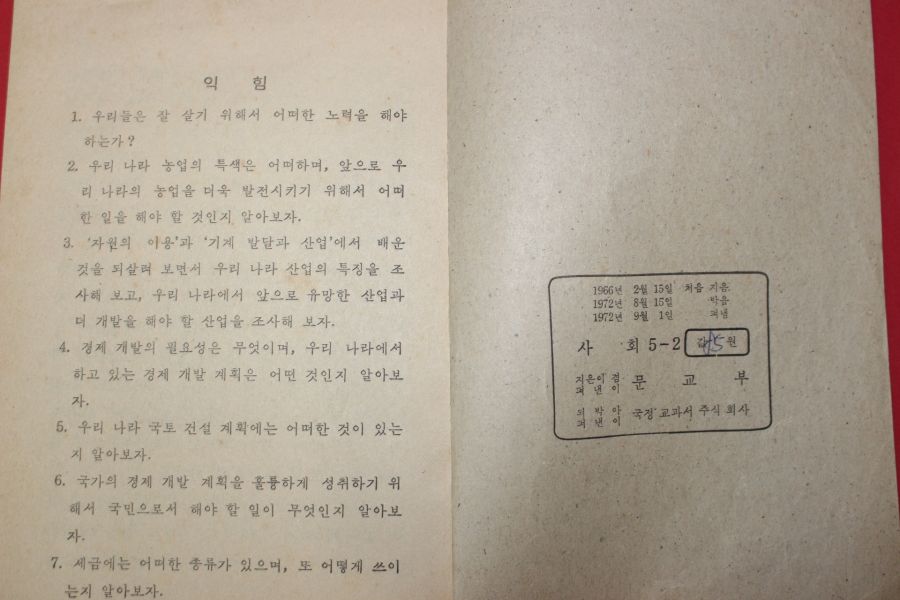 익 힘
1. 우리들은 잘 살기 위해서 어떠한 노력을 해야
하는가?
2. 우리 나라 농업의 특색은 어떠하며, 앞으로 우
리 나라의 농업을 더욱 발전시키기 위해서 어떠
한 일을 해야 할 것인지 알아보자.
3. '자원의 이용'과 '기계 발달과 산업'에서 배운
것을 되살려 보면서 우리 나라 산업의 특징을 조
사해 보고, 우리 나라에서 앞으로 유망한 산업과
더 개발을 해야 할 산업을 조사해 보자.
4. 경제 개발의 필요성은 무엇이며, 우리 나라에서
하고 있는 경제 개발 계획은 어떤 것인지 알아보
자.
5. 우리 나라 국토 건설 계획에는 어떠한 것이 있는
지 알아보자.
6. 국가의 경제 개발 계획을 훌륭하게 성취하기 위
해서 국민으로서 해야 할 일이 무엇인지 알아보
자.
7. 세금에는 어떠한 종류가 있으며, 또 어떻게 쓰이
는지 알아보자.
1966년 2월 15일 처음 지음
1972년 8월 15일 박음
1972년 9월 1일 펴냄
사 회 5-2 값 원
지은이 겸
펴 낸 이 문 교 부
박아
펴 낸 이 국정 교과서 주식 회사